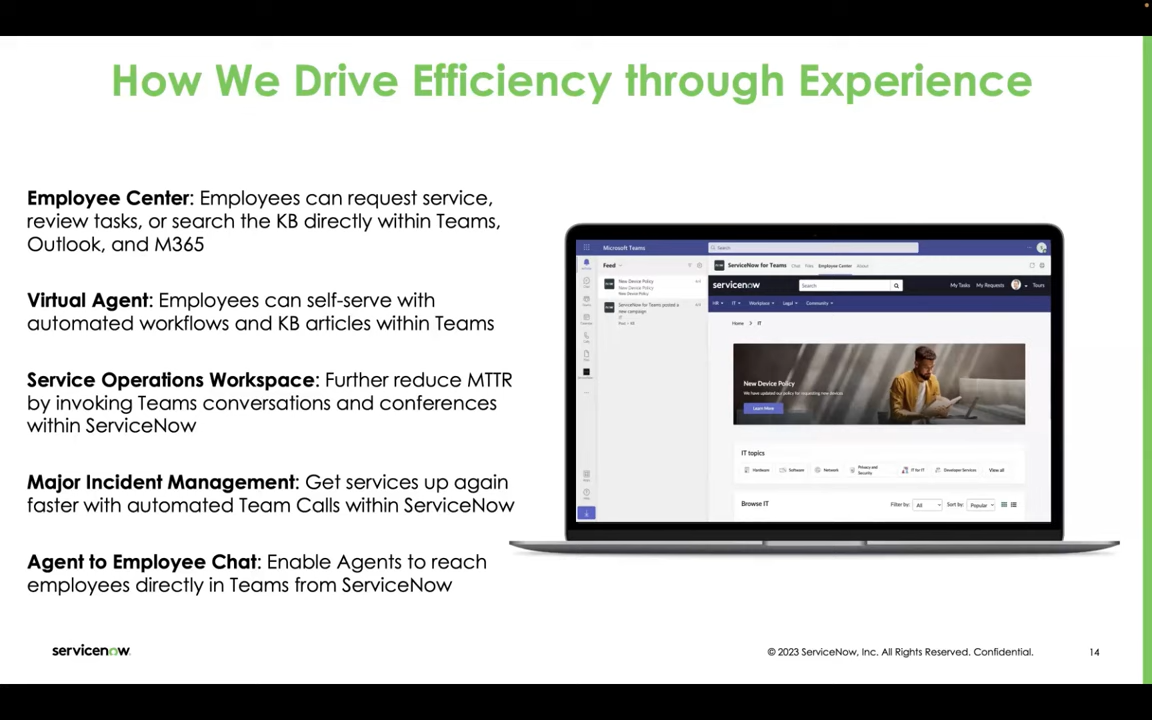 How We Drive Efficiency through Experience
Employee Center: Employees can request service,
review tasks, or search the KB directly within Teams,
Outlook, and M365
Virtual Agent: Employees can self-serve with
automated workflows and KB articles within Teams
Service Operations Workspace: Further reduce MTTR
by invoking Teams conversations and conferences
within ServiceNow
Major Incident Management: Get services up again
faster with automated Team Calls within ServiceNow
Agent to Employee Chat: Enable Agents to reach
employees directly in Teams from ServiceNow
Microsoft Teams
Search
Feed
New Device Policy
New Device Policy
New Device Policy
ServiceNow for Teams posted a
new campaign
IT
ServiceNow for Teams Chat Employee Center About
servicenow Search My Tasks My Requests Tours
HR IT Workplace Legal Community
Home > IT
New Device Policy
We have updated our policy for requesting new devices
Learn More
IT topics
Hardware Software Network Privacy and Security IT for IT Developer Services View all
Browse IT Filter by: All Sort by: Popular
servicenow
© 2023 ServiceNow, Inc. All Rights Reserved. Confidential. 14